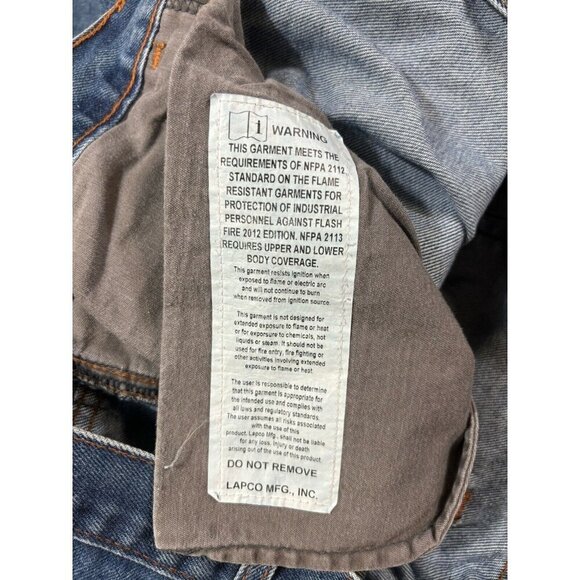 i WARNING
THIS GARMENT MEETS THE
REQUIREMENTS OF NFPA 2112
STANDARD ON THE FLAME
RESISTANT GARMENTS FOR
PROTECTION OF INDUSTRIAL
PERSONNEL AGAINST FLASH
FIRE 2012 EDITION. NFPA 2113
REQUIRES UPPER AND LOWER
BODY COVERAGE.
This garment resists ignition when
exposed to flame or electric arc
and will not continue to burn
when removed from ignition source.
This garment is not designed for
extended exposure to flame or heat
or for exporsure to chemicals, hot
liquids or steam. It should not be
used for fire entry, fire fighting or
other activities involving extended
exposure to flame or heat.
The user is responsible to determine
that this garment is appropriate for
the intended use and complies with
all laws and regulatory standards.
The user assumes all risks associated
with the use of this
product. Lapco Mfg. shall not be liable
for any loss. Injury or death
arising out of the use of this product.
DO NOT REMOVE
LAPCO MFG., INC.